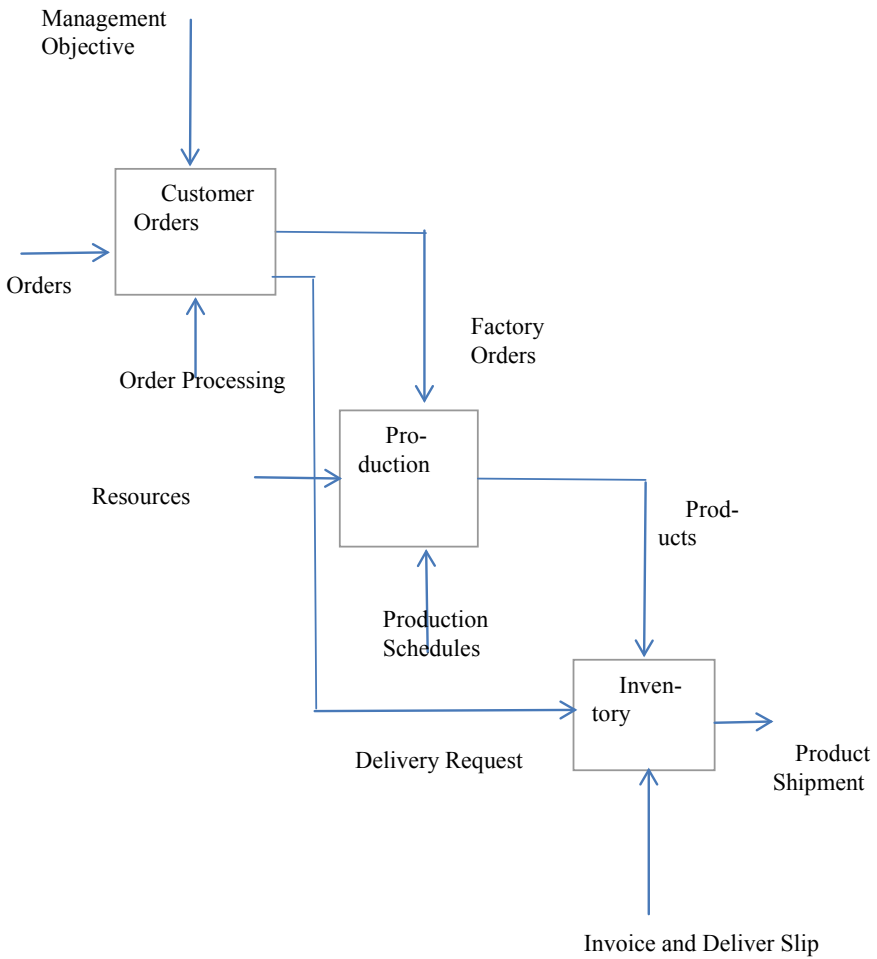 Management
Objective
Customer
Orders
Orders
Order Processing
Factory
Orders
Pro-
duction
Resources
Prod-
ucts
Production
Schedules
Inven-
tory
Delivery Request
Product
Shipment
Invoice and Deliver Slip